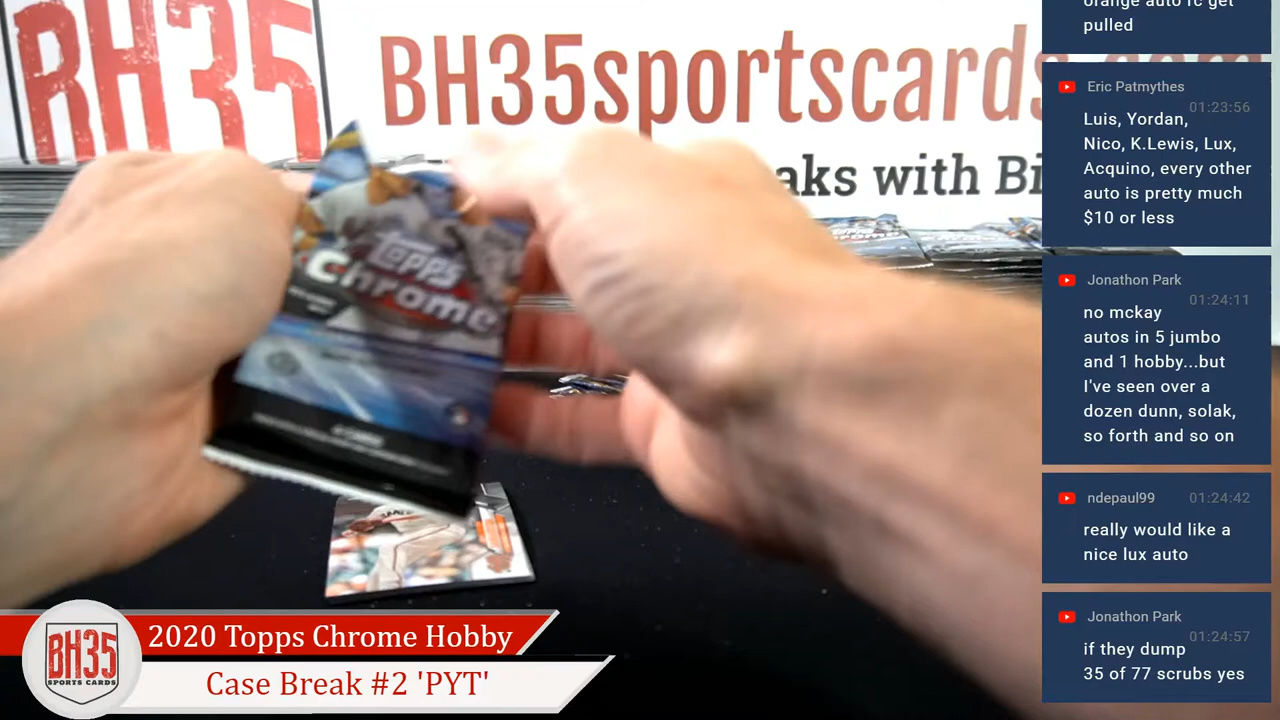 BH35
BH35sportscards.com
aks with Bi
Topps
Chrome
2020 Topps Chrome Hobby
Case Break #2 'PYT'
BH35
SPORTS CARDS
orange auto rc get
pulled
Eric Patmythes
01:23:56
Luis, Yordan,
Nico, K.Lewis, Lux,
Acquino, every other
auto is pretty much
$10 or less
Jonathon Park
01:24:11
no mckay
autos in 5 jumbo
and 1 hobby...but
I've seen over a
dozen dunn, solak,
so forth and so on
ndepaul99
01:24:42
really would like a
nice lux auto
Jonathon Park
01:24:57
if they dump
35 of 77 scrubs yes